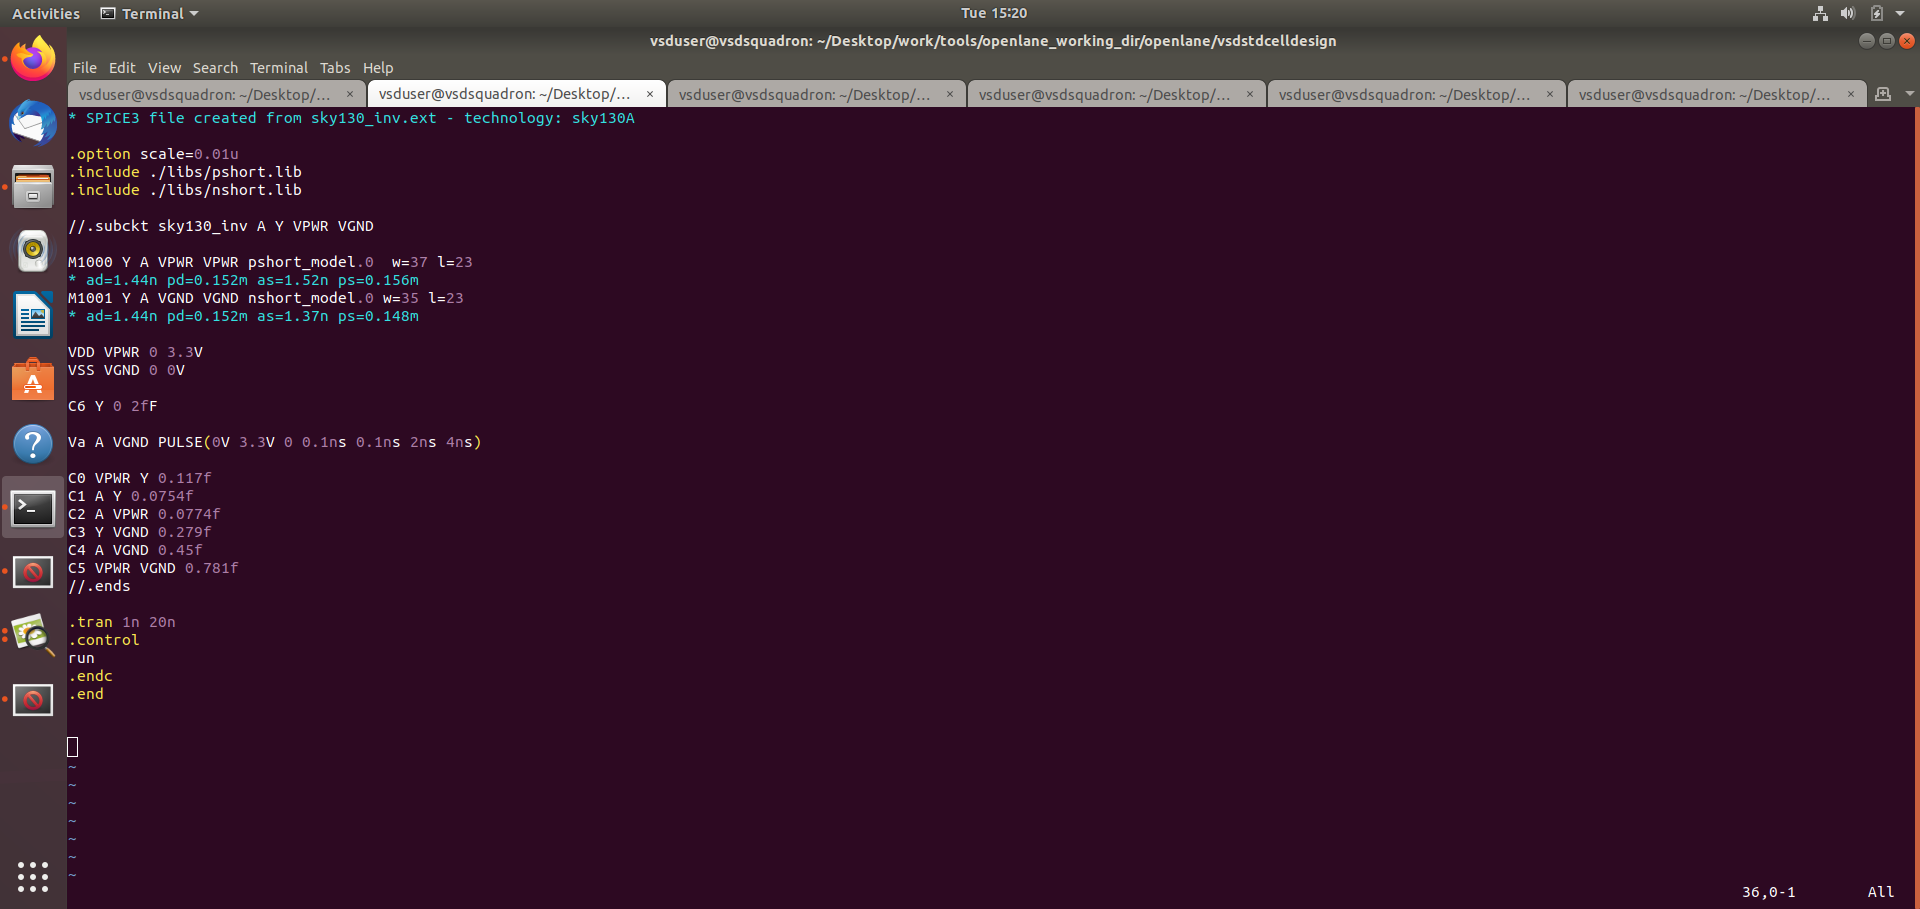 Activities Terminal Tue 15:20
vsduser@vsdsquadron: ~/Desktop/work/tools/openlane_working_dir/openlane/vsdstdcelldesign
File Edit View Search Terminal Tabs Help
vsduser@vsdsquadron: ~/Desktop/... × vsduser@vsdsquadron: ~/Desktop/... × vsduser@vsdsquadron: ~/Desktop/... × vsduser@vsdsquadron: ~/Desktop/... × vsduser@vsdsquadron: ~/Desktop/... × vsduser@vsdsquadron: ~/Desktop/... ×
* SPICE3 file created from sky130_inv.ext - technology: sky130A
.option scale=0.01u
.include ./libs/pshort.lib
.include ./libs/nshort.lib
//.subckt sky130_inv A Y VPWR VGND
M1000 Y A VPWR VPWR pshort_model.0  w=37 l=23
* ad=1.44n pd=0.152m as=1.52n ps=0.156m
M1001 Y A VGND VGND nshort_model.0 w=35 l=23
* ad=1.44n pd=0.152m as=1.37n ps=0.148m
VDD VPWR 0 3.3V
VSS VGND 0 0V
C6 Y 0 2fF
Va A VGND PULSE(0V 3.3V 0 0.1ns 0.1ns 2ns 4ns)
C0 VPWR Y 0.117f
C1 A Y 0.0754f
C2 A VPWR 0.0774f
C3 Y VGND 0.279f
C4 A VGND 0.45f
C5 VPWR VGND 0.781f
//.ends
.tran 1n 20n
.control
run
.endc
.end
~
~
~
~
~
~
~
36,0-1 All